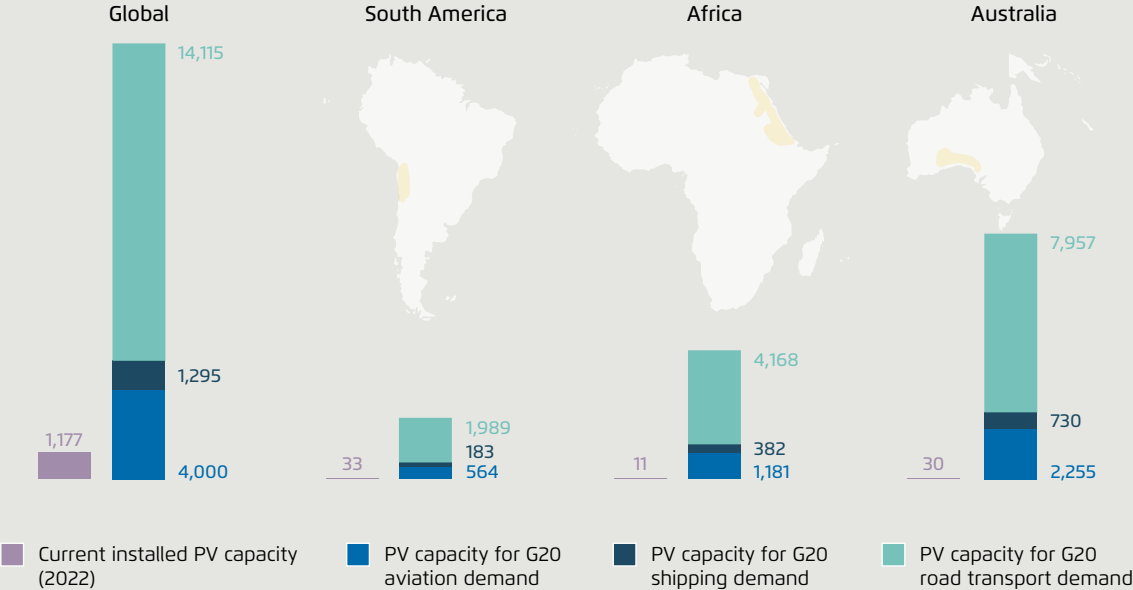 Global
South America
Africa
Australia
14,115
1,295
4,000
1,177
1,989
183
564
33
4,168
382
1,181
11
7,957
730
2,255
30
Current installed PV capacity
(2022)
PV capacity for G20
aviation demand
PV capacity for G20
shipping demand
PV capacity for G20
road transport demand